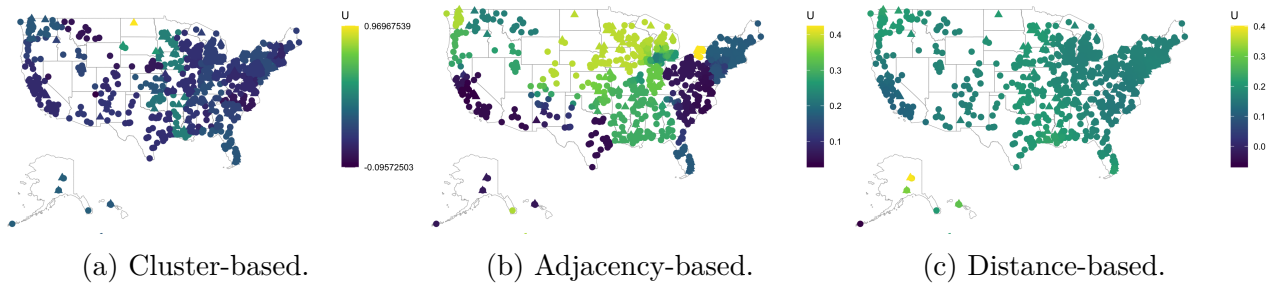 U
0.96967539
-0.09572503
U
0.4
0.3
0.2
0.1
U
0.4
0.3
0.2
0.1
0.0
(a) Cluster-based.
(b) Adjacency-based.
(c) Distance-based.